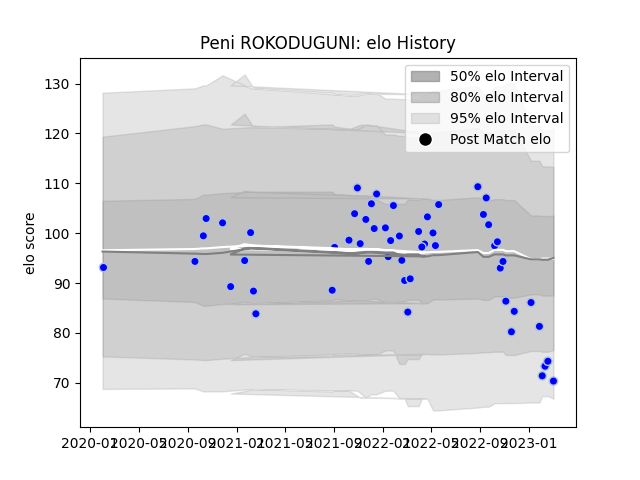 Peni ROKODUGUNI: elo History
50% elo Interval
80% elo Interval
95% elo Interval
Post Match elo
elo score
130
120
110
100
90
80
70
2020-01 2020-05 2020-09 2021-01 2021-05 2021-09 2022-01 2022-05 2022-09 2023-01